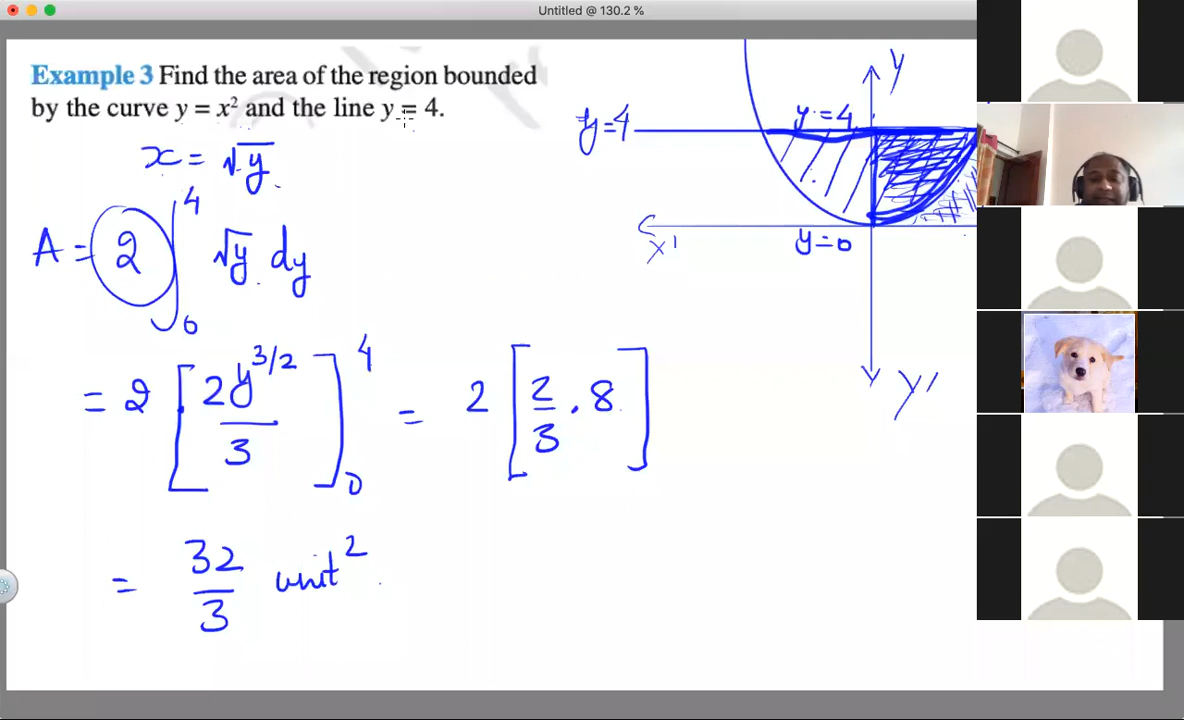 Untitled @ 130.2 %
Example 3 Find the area of the region bounded
by the curve y = x² and the line y = 4.
x = √y
A = 2 ∫₀⁴ √y dy
= 2 [2y^3/2 / 3]₀⁴ = 2 [2/3 . 8]
= 32/3 unit²
Y
y=4
y=4
X'
y=0
Y'